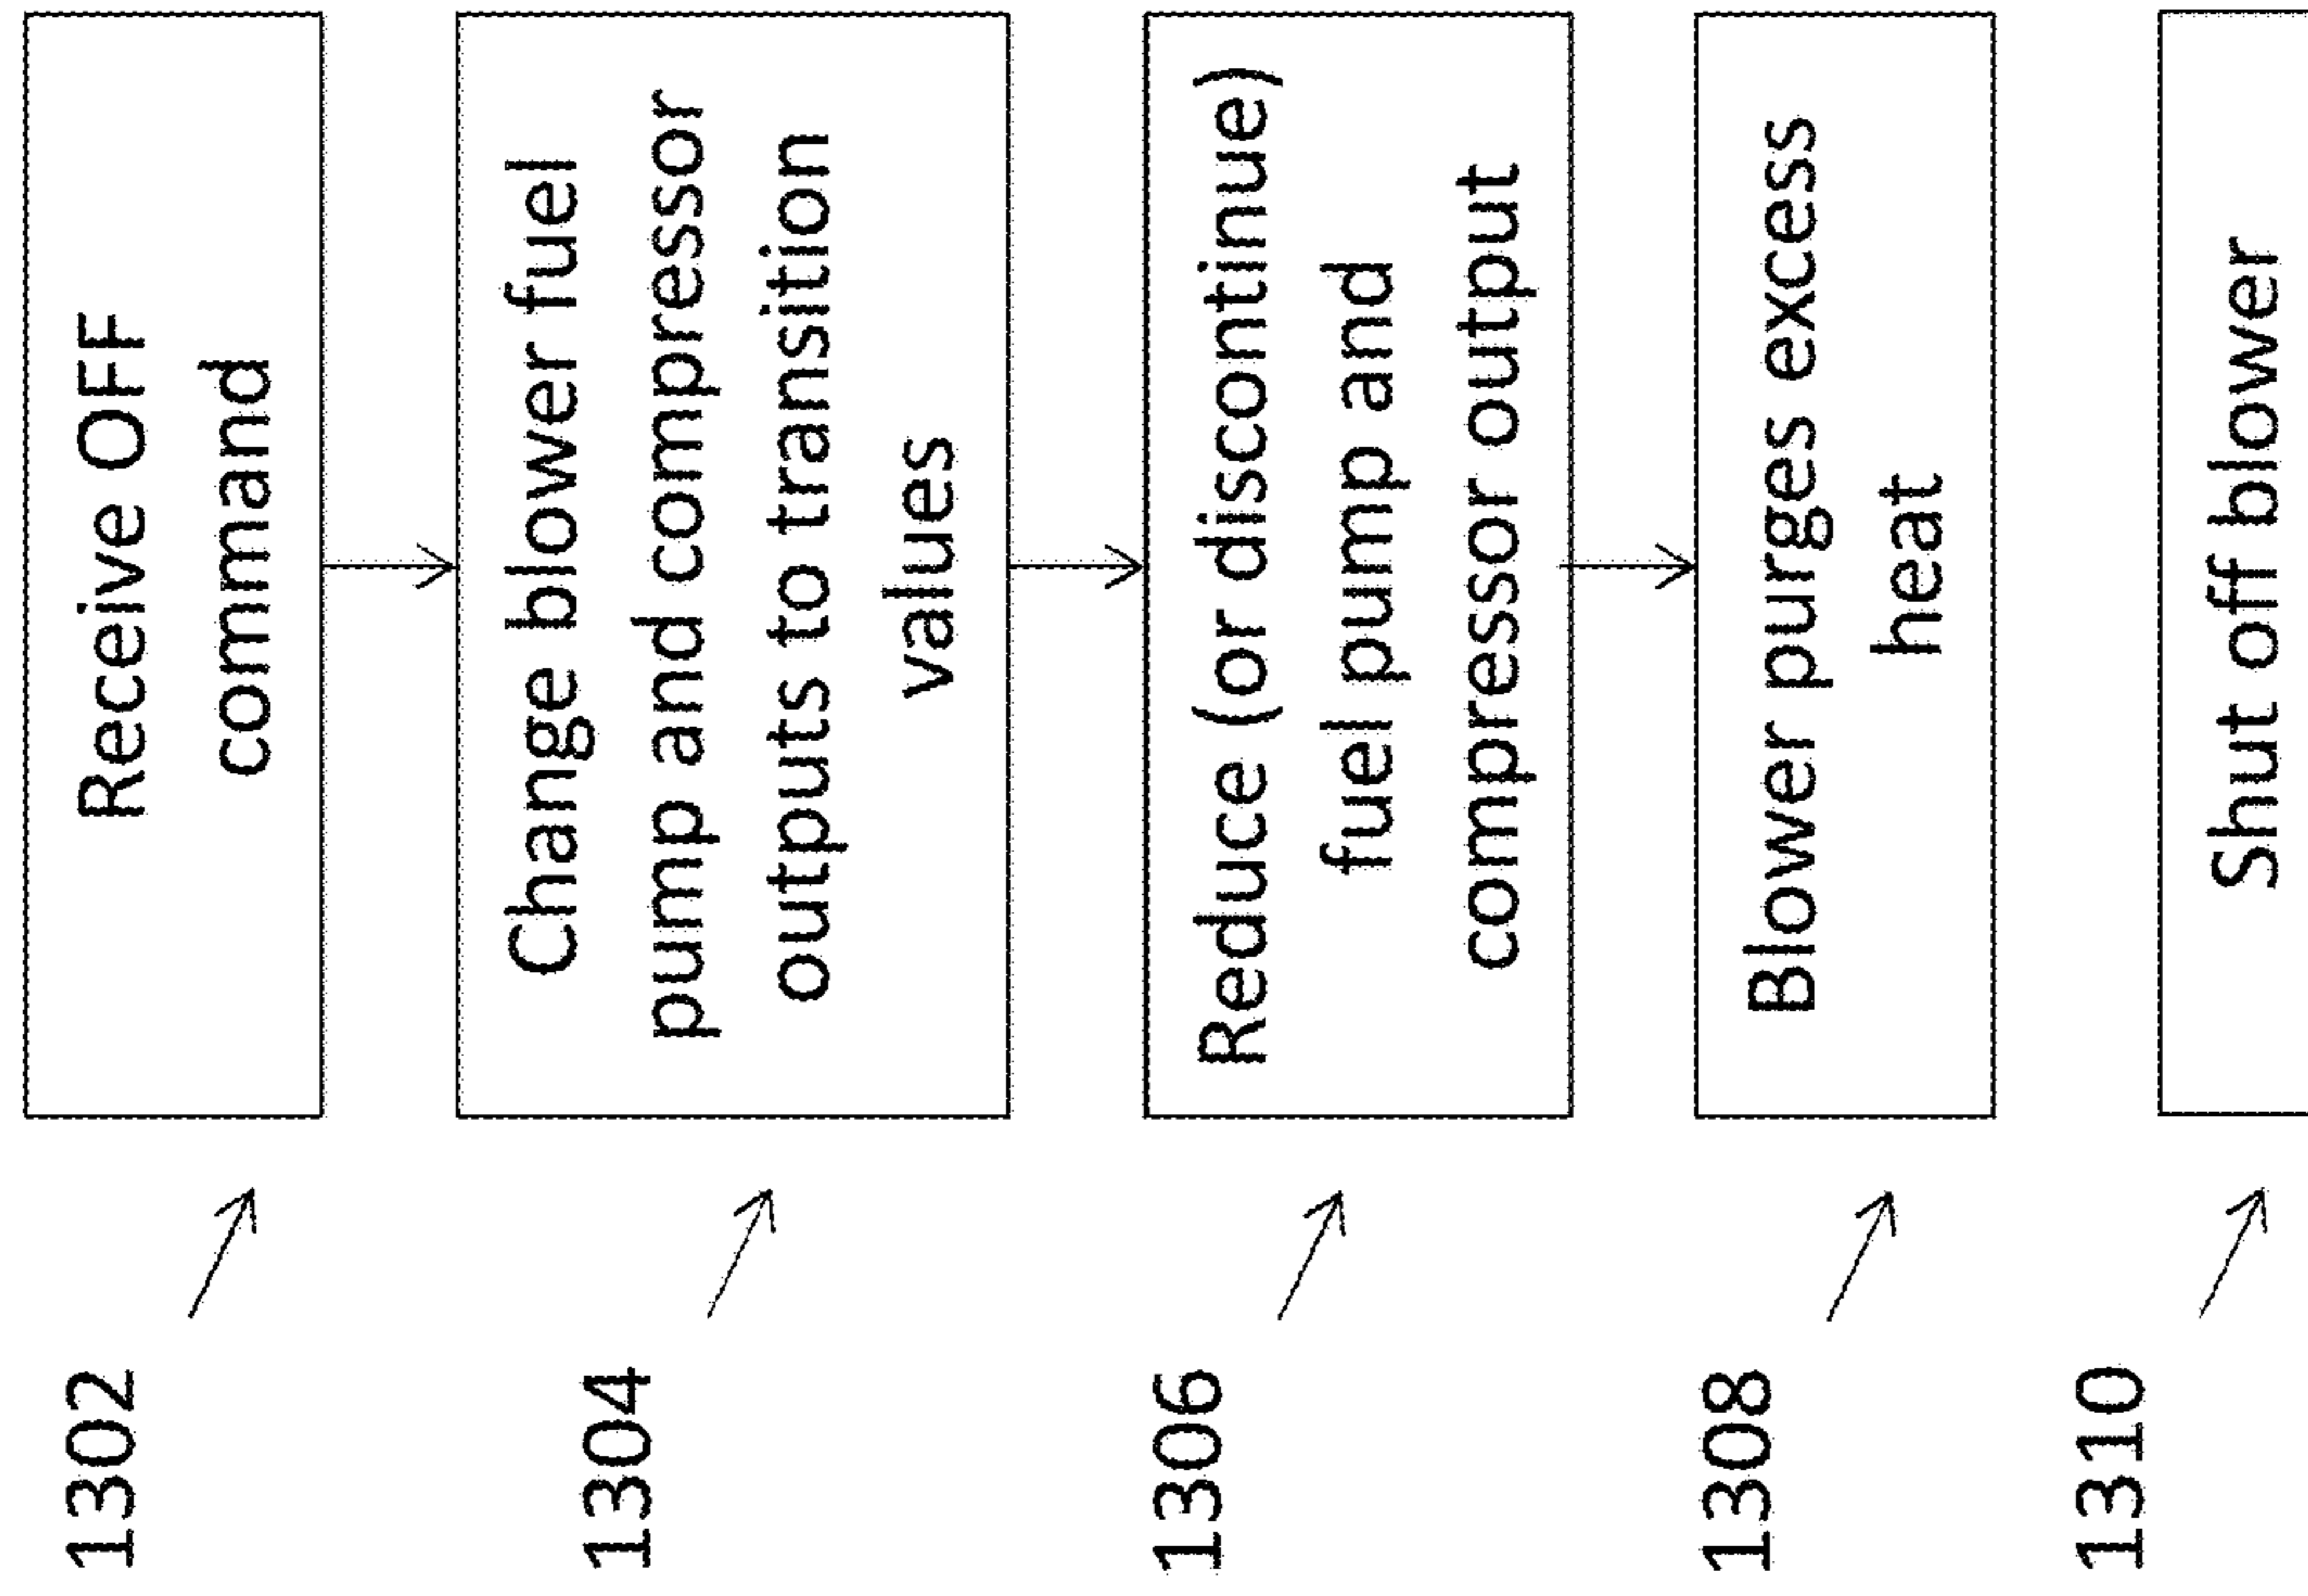 1302
Receive OFF
command
1304
Change blower fuel
pump and compressor
outputs to transition
values
1306
Reduce (or discontinue)
fuel pump and
compressor output
1308
Blower purges excess
heat
1310
Shut off blower